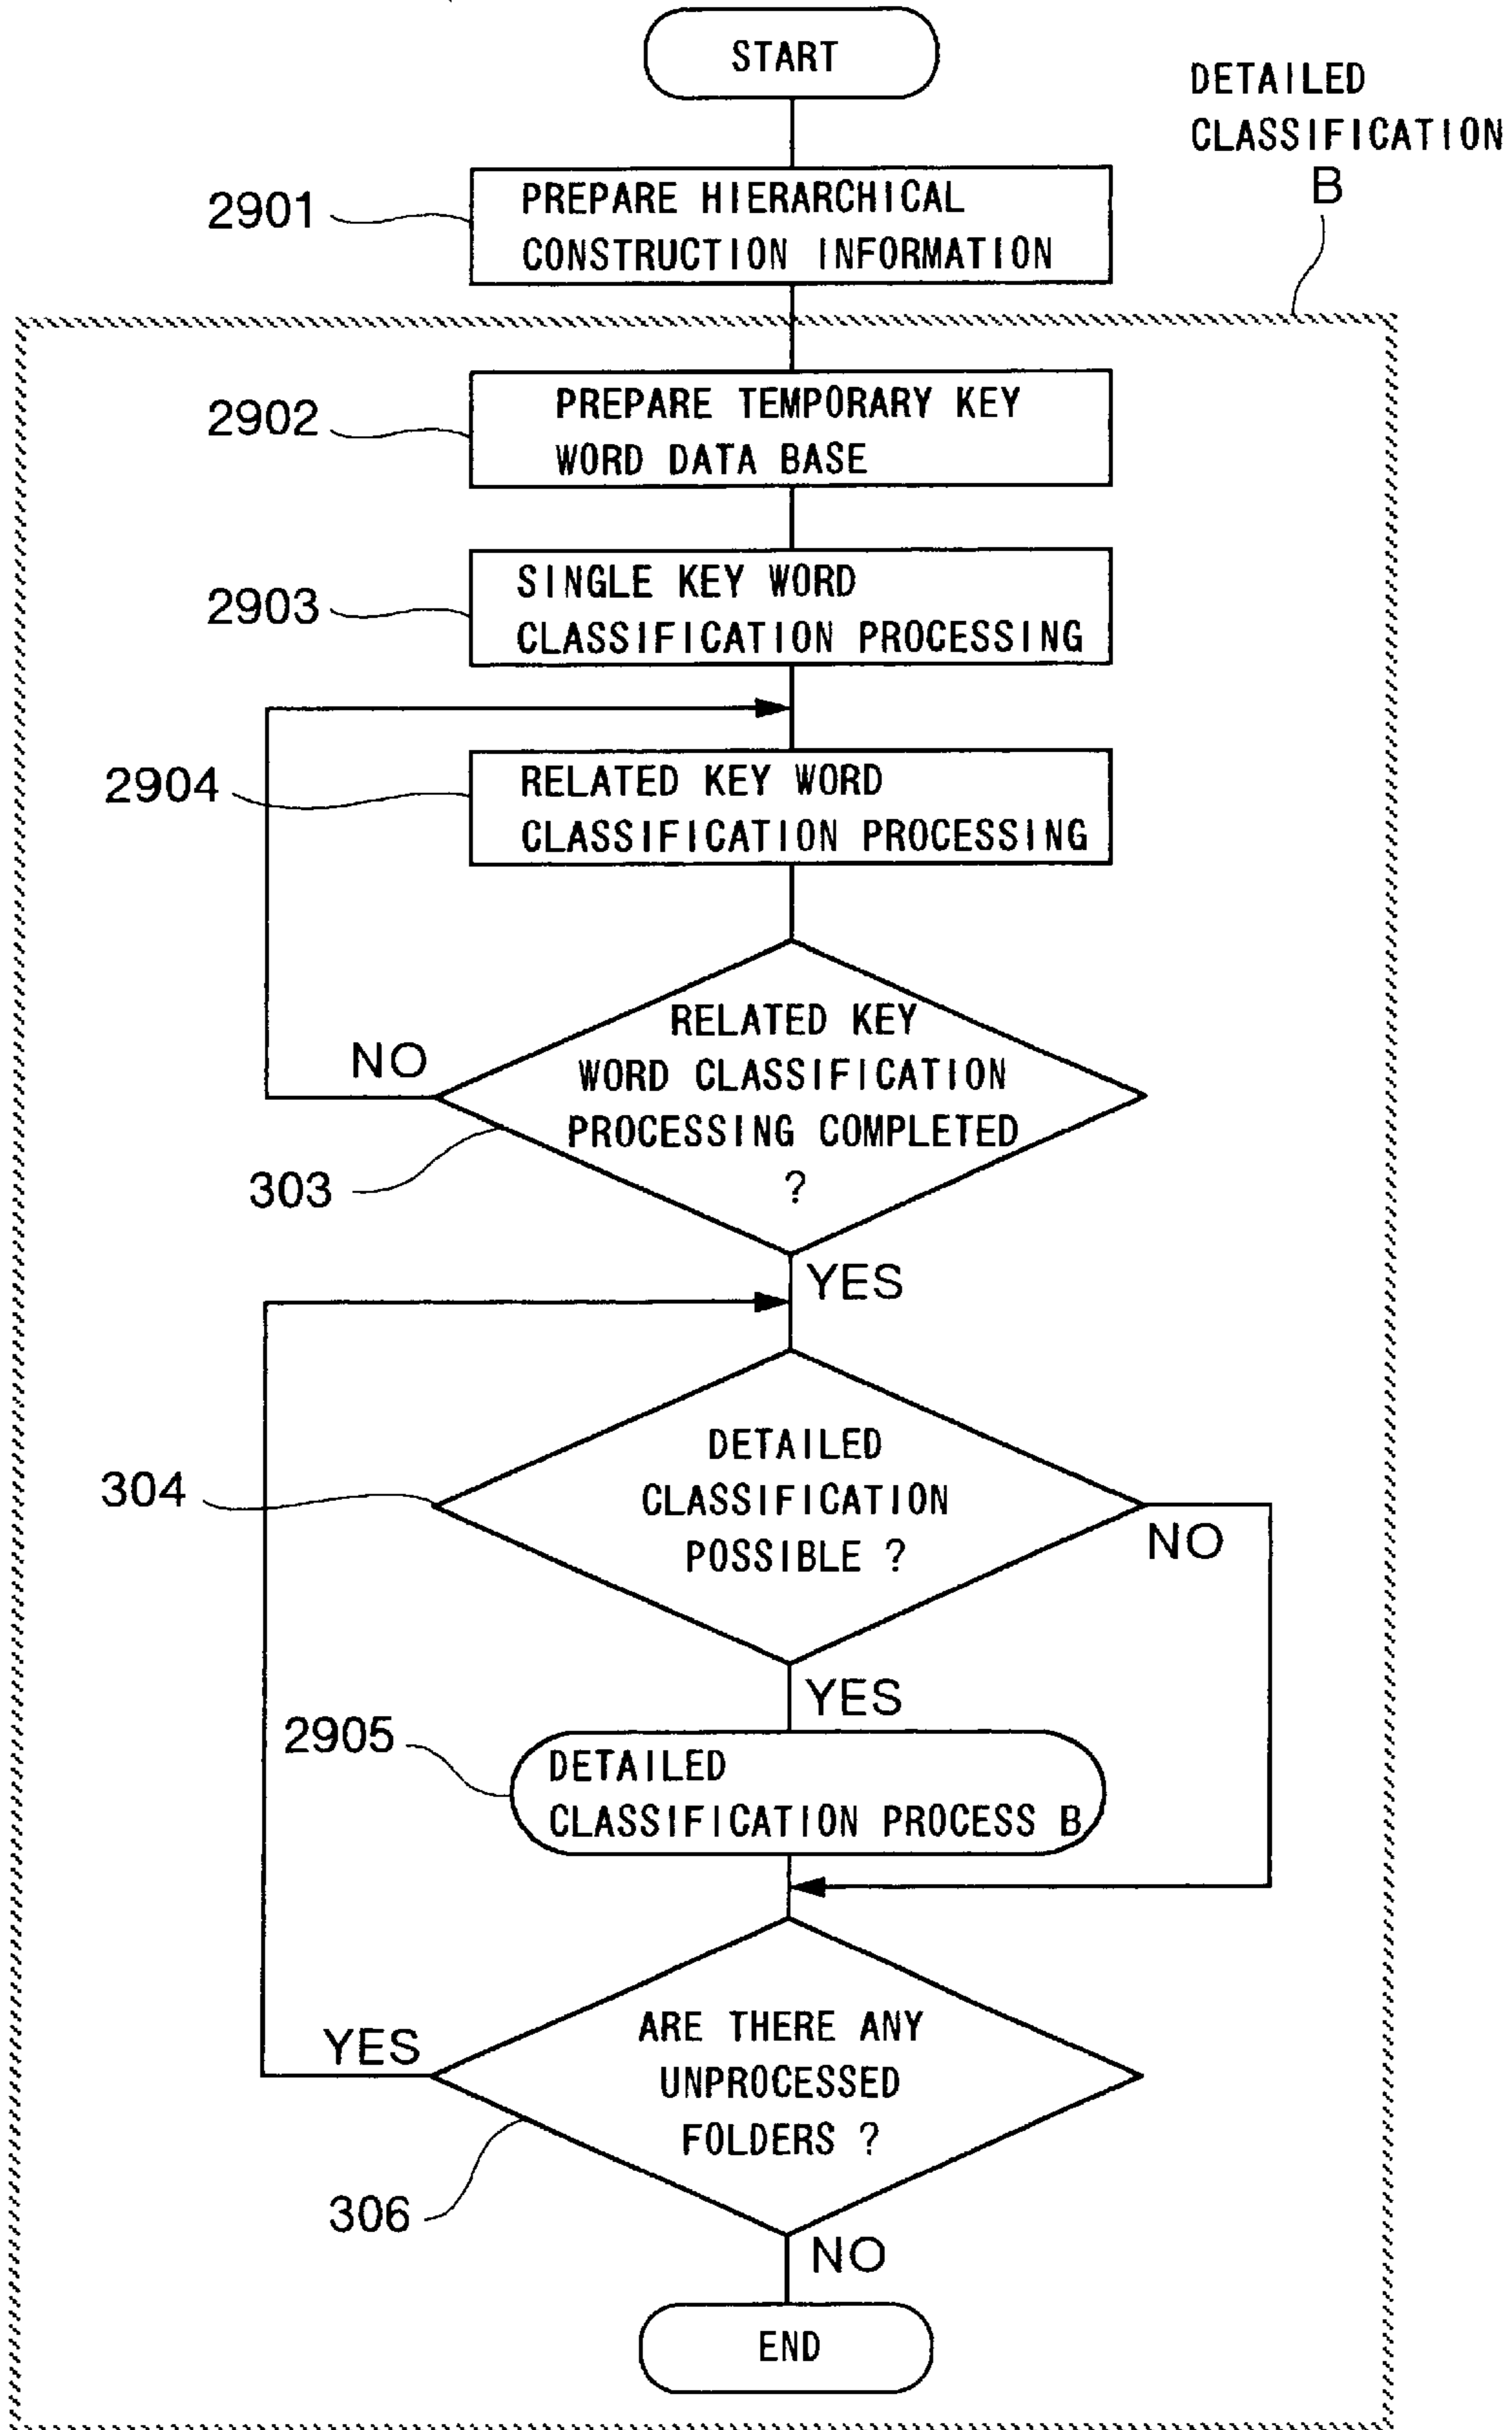 START
DETAILED
CLASSIFICATION
B
2901
PREPARE HIERARCHICAL
CONSTRUCTION INFORMATION
2902
PREPARE TEMPORARY KEY
WORD DATA BASE
2903
SINGLE KEY WORD
CLASSIFICATION PROCESSING
2904
RELATED KEY WORD
CLASSIFICATION PROCESSING
RELATED KEY
WORD CLASSIFICATION
PROCESSING COMPLETED
?
NO
303
YES
DETAILED
CLASSIFICATION
POSSIBLE ?
304
NO
YES
2905
DETAILED
CLASSIFICATION PROCESS B
ARE THERE ANY
UNPROCESSED
FOLDERS ?
YES
306
NO
END